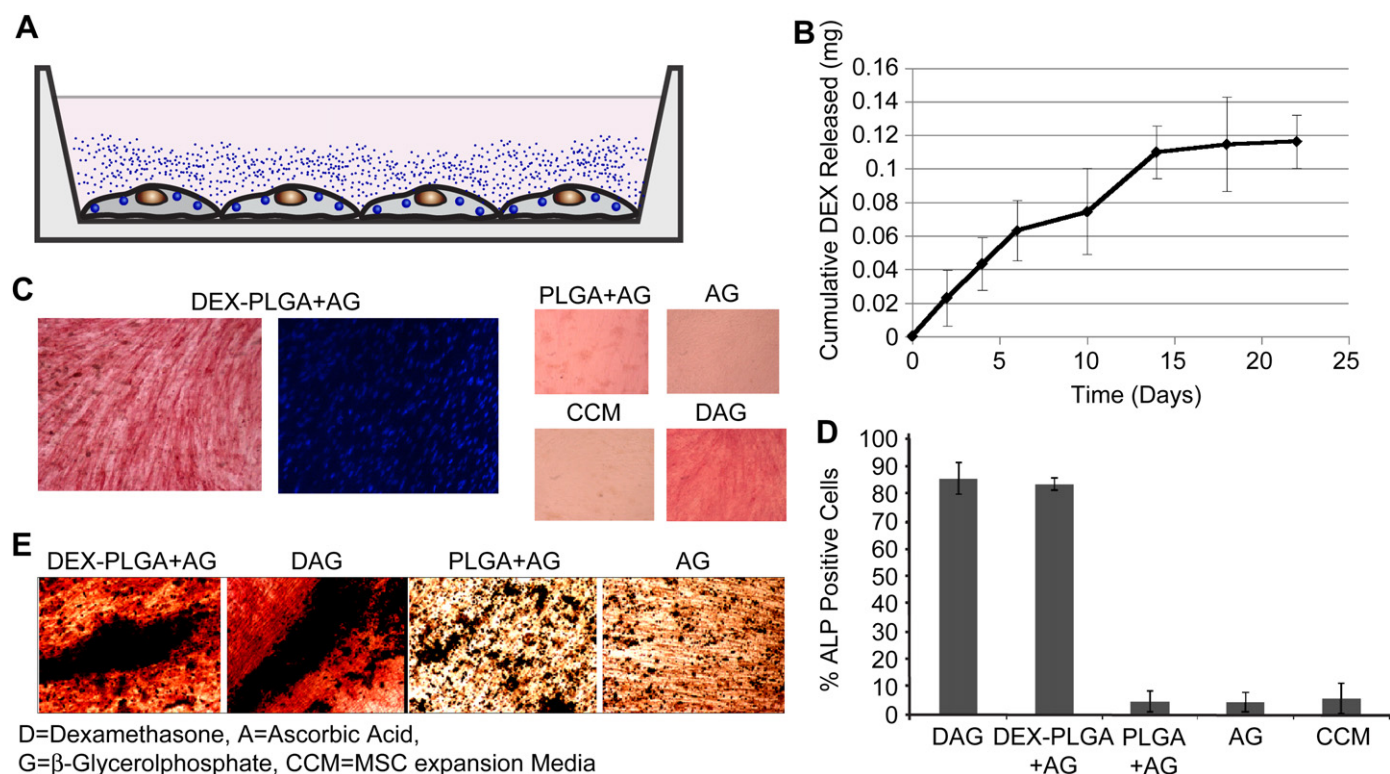 A
B
Cumulative DEX Released (mg)
0.16
0.14
0.12
0.1
0.08
0.06
0.04
0.02
0
0 5 10 15 20 25
Time (Days)
C
DEX-PLGA+AG
PLGA+AG AG
CCM DAG
D
% ALP Positive Cells
100
90
80
70
60
50
40
30
20
10
0
DAG DEX-PLGA PLGA AG CCM
+AG +AG
E
DEX-PLGA+AG DAG PLGA+AG AG
D=Dexamethasone, A=Ascorbic Acid,
G=β-Glycerolphosphate, CCM=MSC expansion Media